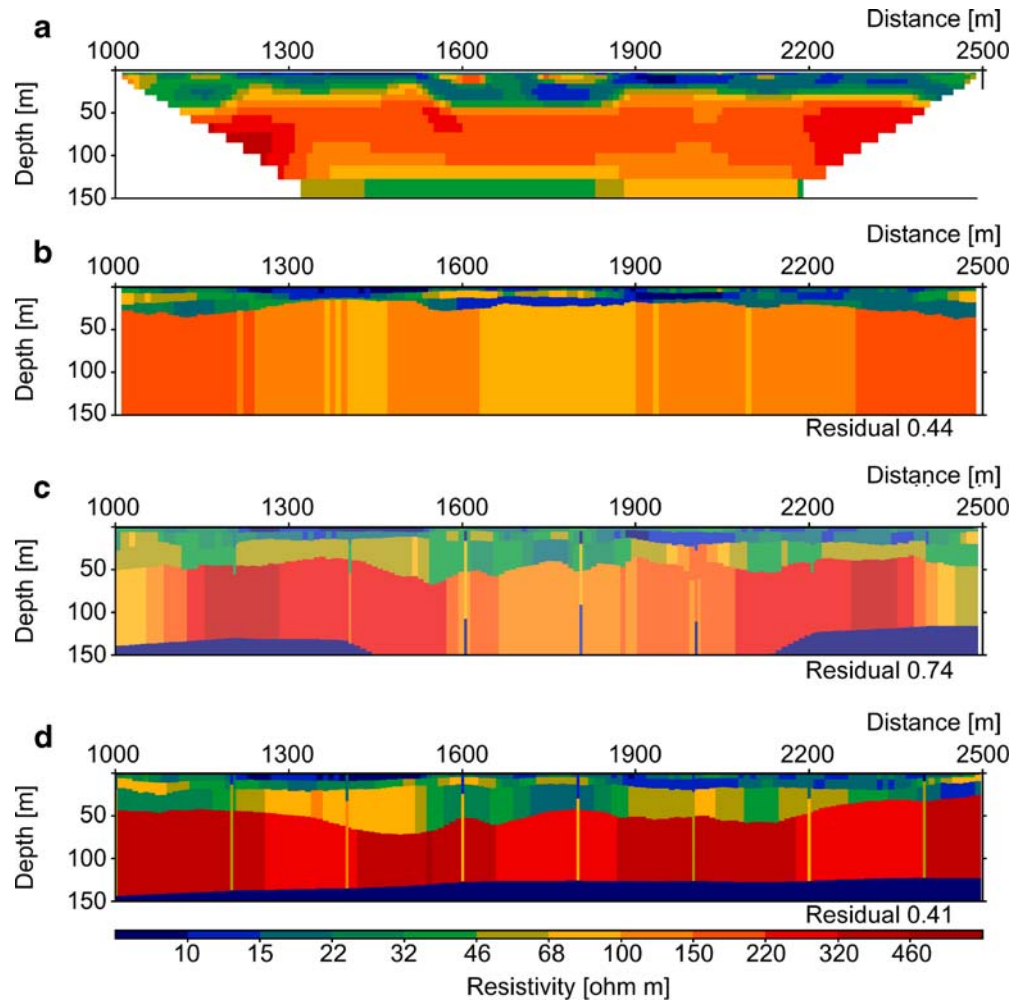 a
Distance [m]
1000 1300 1600 1900 2200 2500
Depth [m]
50
100
150
b
Distance [m]
1000 1300 1600 1900 2200 2500
Depth [m]
50
100
150
Residual 0.44
c
Distance [m]
1000 1300 1600 1900 2200 2500
Depth [m]
50
100
150
Residual 0.74
d
Distance [m]
1000 1300 1600 1900 2200 2500
Depth [m]
50
100
150
Residual 0.41
10 15 22 32 46 68 100 150 220 320 460
Resistivity [ohm m]